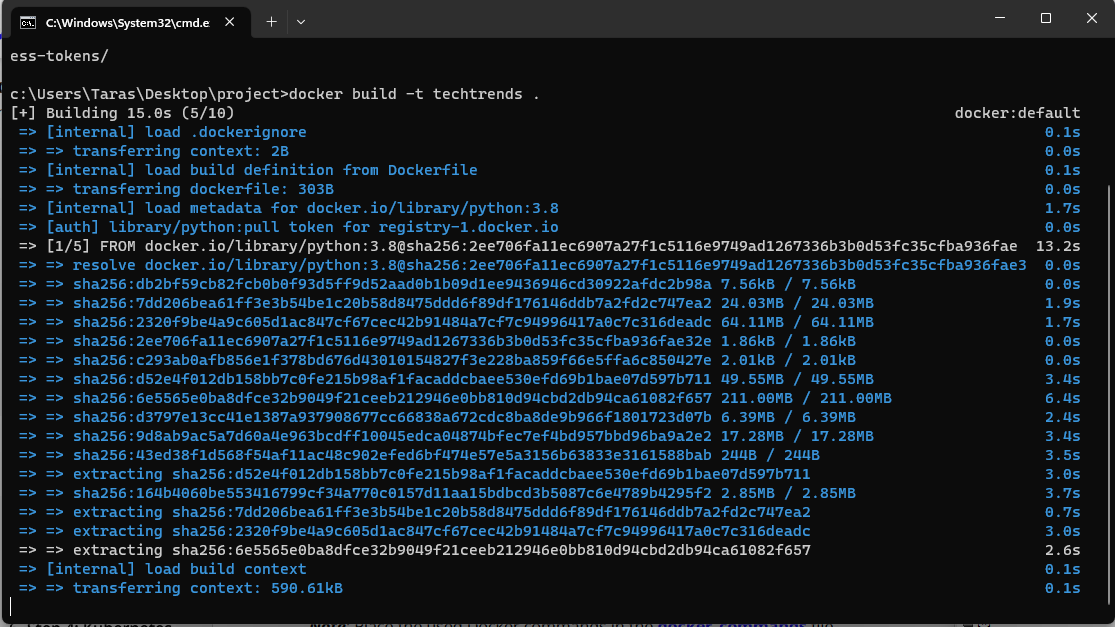 C:\Windows\System32\cmd.e
ess-tokens/
c:\Users\Taras\Desktop\project>docker build -t techtrends .
[+] Building 15.0s (5/10) docker:default
=> [internal] load .dockerignore 0.1s
=> => transferring context: 2B 0.0s
=> [internal] load build definition from Dockerfile 0.1s
=> => transferring dockerfile: 303B 0.0s
=> [internal] load metadata for docker.io/library/python:3.8 1.7s
=> [auth] library/python:pull token for registry-1.docker.io 0.0s
=> [1/5] FROM docker.io/library/python:3.8@sha256:2ee706fa11ec6907a27f1c5116e9749ad1267336b3b0d53fc35cfba936fae 13.2s
=> => resolve docker.io/library/python:3.8@sha256:2ee706fa11ec6907a27f1c5116e9749ad1267336b3b0d53fc35cfba936fae3 0.0s
=> => sha256:db2bf59cb82fcb0b0f93d5ff9d52aad0b1b09d1ee9436946cd30922afdc2b98a 7.56kB / 7.56kB 0.0s
=> => sha256:7dd206bea61ff3e3b54be1c20b58d8475ddd6f89df176146ddb7a2fd2c747ea2 24.03MB / 24.03MB 1.9s
=> => sha256:2320f9be4a9c605d1ac847cf67cec42b91484a7cf7c94996417a0c7c316deadc 64.11MB / 64.11MB 1.7s
=> => sha256:2ee706fa11ec6907a27f1c5116e9749ad1267336b3b0d53fc35cfba936fae32e 1.86kB / 1.86kB 0.0s
=> => sha256:c293ab0afb856e1f378bd676d43010154827f3e228ba859f66e5ffa6c850427e 2.01kB / 2.01kB 0.0s
=> => sha256:d52e4f012db158bb7c0fe215b98af1facaddcbaee530efd69b1bae07d597b711 49.55MB / 49.55MB 3.4s
=> => sha256:6e5565e0ba8dfce32b9049f21ceeb212946e0bb810d94cbd2db94ca61082f657 211.00MB / 211.00MB 6.4s
=> => sha256:d3797e13cc41e1387a937908677cc66838a672cdc8ba8de9b966f1801723d07b 6.39MB / 6.39MB 2.4s
=> => sha256:9d8ab9ac5a7d60a4e963bcdff10045edca04874bfec7ef4bd957bbd96ba9a2e2 17.28MB / 17.28MB 3.4s
=> => sha256:43ed38f1d568f54af11ac48c902efed6bf474e57e5a3156b63833e3161588bab 244B / 244B 3.5s
=> => extracting sha256:d52e4f012db158bb7c0fe215b98af1facaddcbaee530efd69b1bae07d597b711 3.0s
=> => sha256:164b4060be553416799cf34a770c0157d11aa15bdbcd3b5087c6e4789b4295f2 2.85MB / 2.85MB 3.7s
=> => extracting sha256:7dd206bea61ff3e3b54be1c20b58d8475ddd6f89df176146ddb7a2fd2c747ea2 0.7s
=> => extracting sha256:2320f9be4a9c605d1ac847cf67cec42b91484a7cf7c94996417a0c7c316deadc 3.0s
=> => extracting sha256:6e5565e0ba8dfce32b9049f21ceeb212946e0bb810d94cbd2db94ca61082f657 2.6s
=> [internal] load build context 0.1s
=> => transferring context: 590.61kB 0.1s